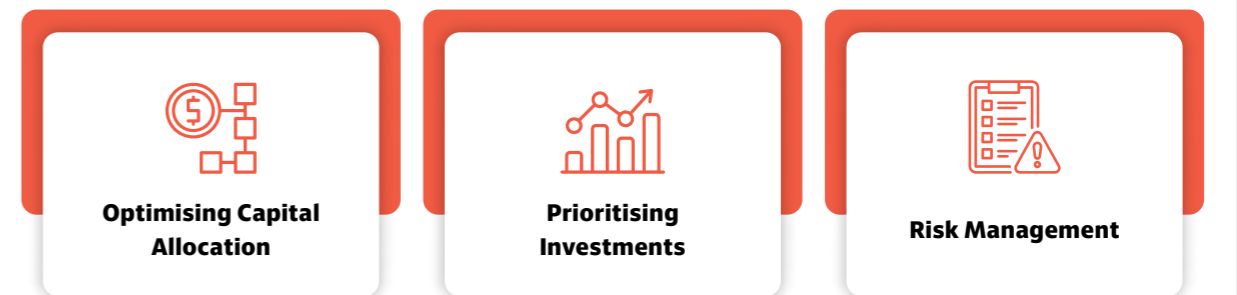 Optimising Capital
Allocation
Prioritising
Investments
Risk Management